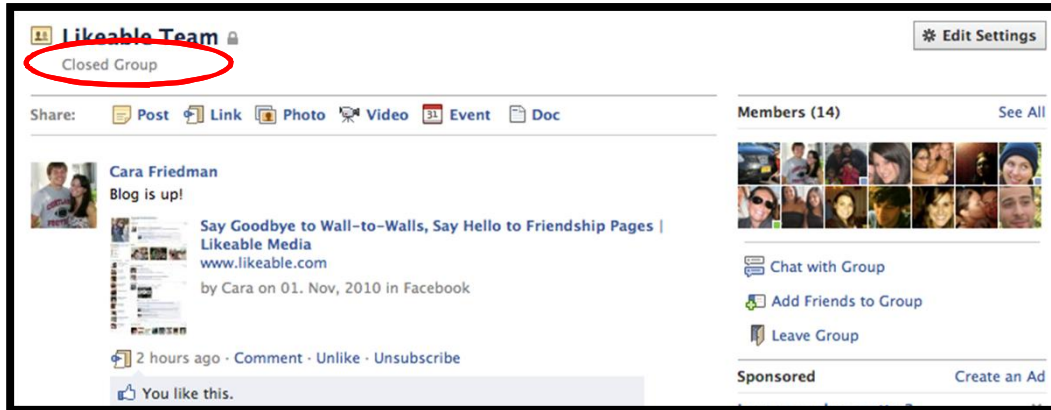 Likeable Team
Edit Settings
Closed Group
Share: Post Link Photo Video 31 Event Doc
Members (14) See All
Cara Friedman
Blog is up!
Say Goodbye to Wall-to-Walls, Say Hello to Friendship Pages |
Likeable Media
www.likeable.com
by Cara on 01. Nov, 2010 in Facebook
2 hours ago · Comment · Unlike · Unsubscribe
You like this.
Chat with Group
Add Friends to Group
Leave Group
Sponsored Create an Ad